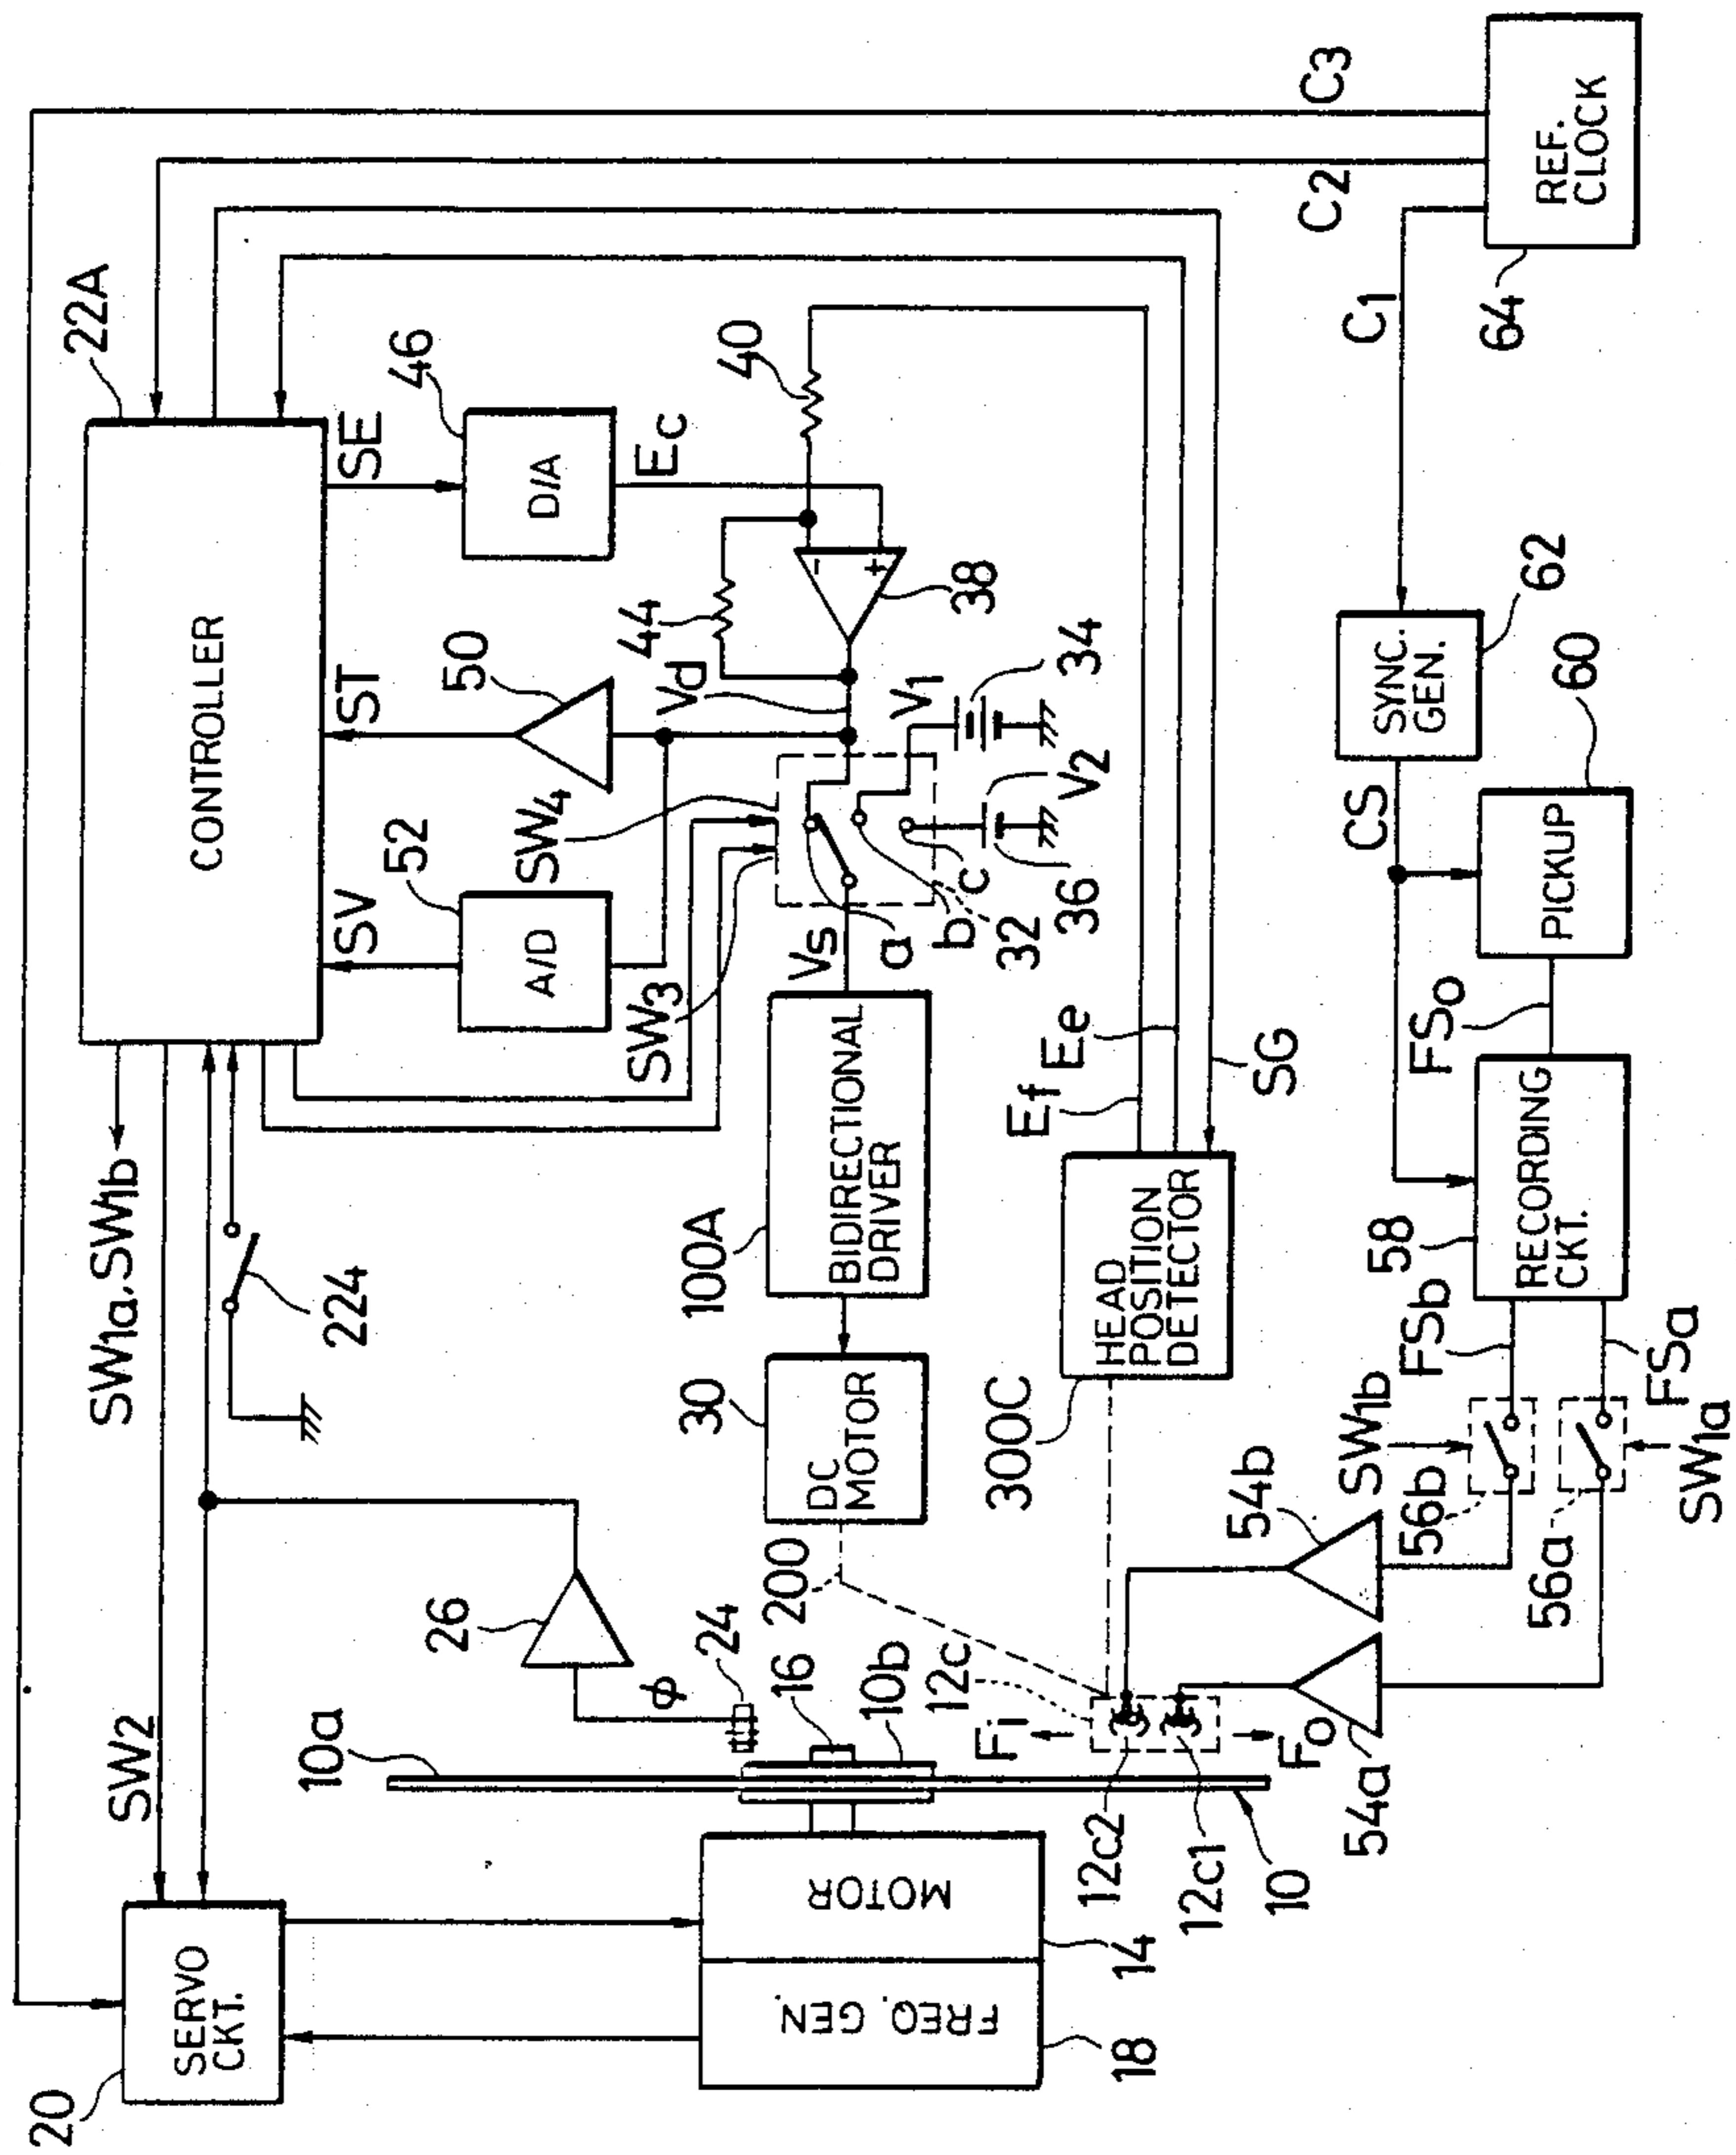 20
SERVO
CKT.
SW2
10a
FREQ. GEN.
18
MOTOR
14
16
10b
24
φ
26
SW1a, SW1b
224
CONTROLLER
22A
SV
52
A/D
ST
50
SE
46
D/A
Ec
40
44
38
Vd
SW3
SW4
Vs
a
b
c
32
V1
34
V2
36
100A
BIDIRECTIONAL
DRIVER
30
DC
MOTOR
200
12c
Fi
Fo
12c2
12c1
10
300C
HEAD
POSITION
DETECTOR
Ef
Ee
SG
54b
54a
SW1b
56b
56a
SW1a
FSb
FSa
58
RECORDING
CKT.
FSo
60
PICKUP
CS
SYNC.
GEN.
62
C1
C2
C3
64
REF.
CLOCK